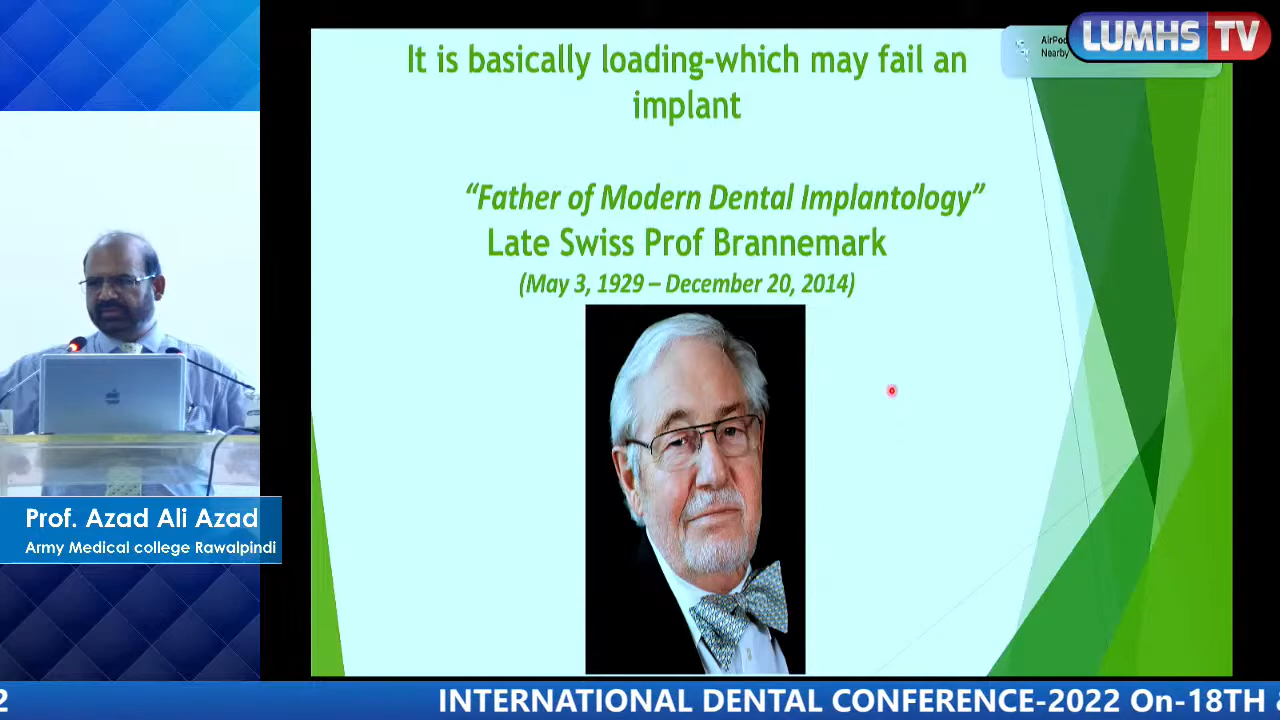 It is basically loading-which may fail an
implant
“Father of Modern Dental Implantology”
Late Swiss Prof Brannemark
(May 3, 1929 – December 20, 2014)
Nearby
LUMHS TV
Prof. Azad Ali Azad
Army Medical college Rawalpindi
2 INTERNATIONAL DENTAL CONFERENCE-2022 On-18TH